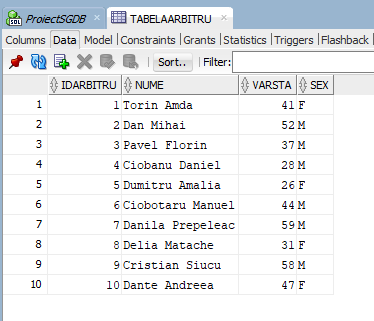 SQL ProiectSGDB TABELAARBITRU
Columns Data Model Constraints Grants Statistics Triggers Flashback
Sort.. Filter:
IDARBITRU NUME VARSTA SEX
1 1 Torin Amda 41 F
2 2 Dan Mihai 52 M
3 3 Pavel Florin 37 M
4 4 Ciobanu Daniel 28 M
5 5 Dumitru Amalia 26 F
6 6 Ciobotaru Manuel 44 M
7 7 Danila Prepeleac 59 M
8 8 Delia Matache 31 F
9 9 Cristian Siucu 58 M
10 10 Dante Andreea 47 F